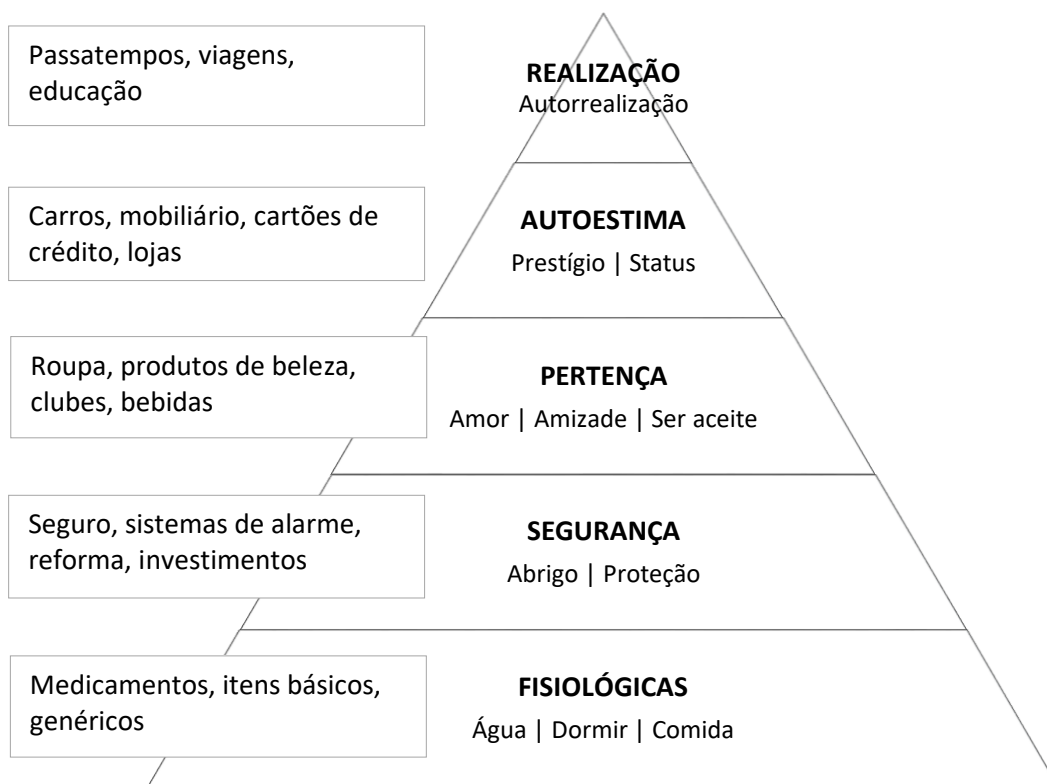 Passatempos, viagens,
educação
REALIZAÇÃO
Autorrealização
Carros, mobiliário, cartões de
crédito, lojas
AUTOESTIMA
Prestígio | Status
Roupa, produtos de beleza,
clubes, bebidas
PERTENÇA
Amor | Amizade | Ser aceite
Seguro, sistemas de alarme,
reforma, investimentos
SEGURANÇA
Abrigo | Proteção
Medicamentos, itens básicos,
genéricos
FISIOLÓGICAS
Água | Dormir | Comida